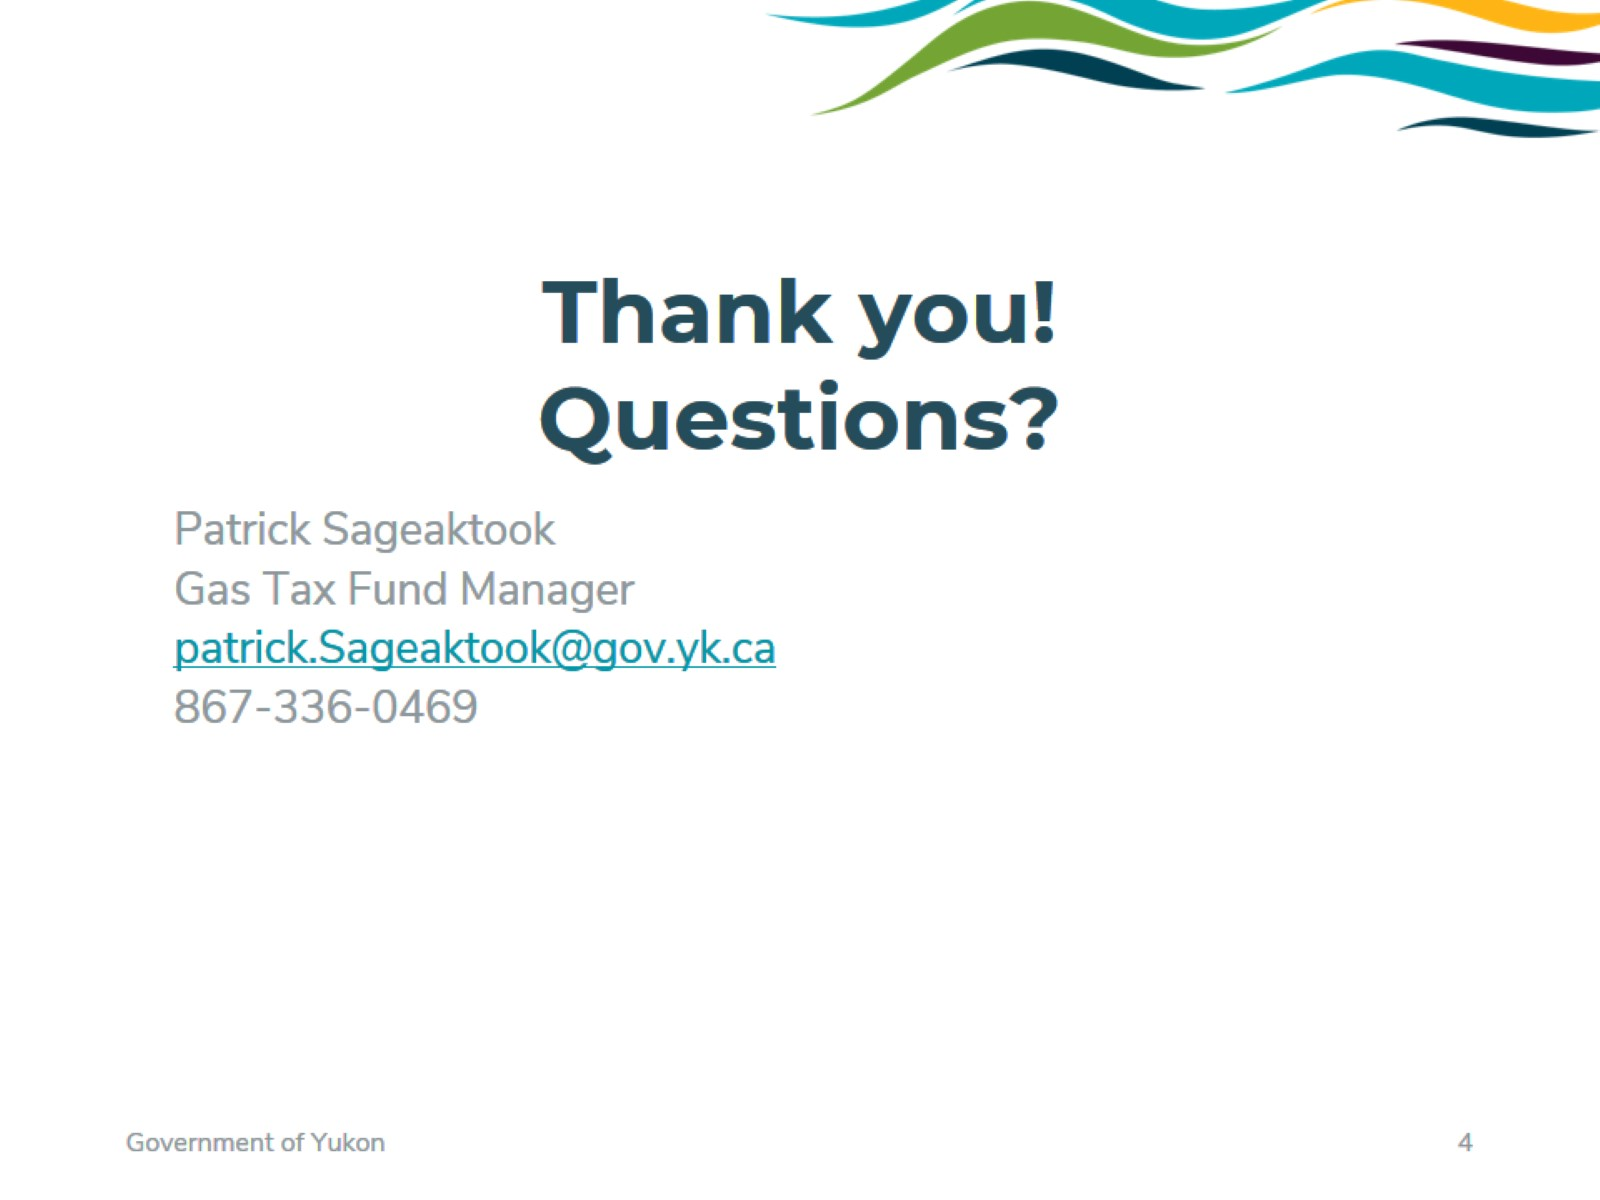 Thank you!
Questions?
Patrick Sageaktook
Gas Tax Fund Manager
patrick.Sageaktook@gov.yk.ca
867-336-0469
Government of Yukon
4